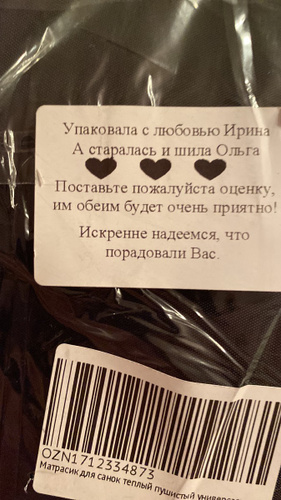 Упаковала с любовью Ирина
А старалась и шила Ольга
Поставьте пожалуйста оценку,
им обеим будет очень приятно!
Искренне надеемся, что
порадовали Вас.
OZN1712334873
Матрасик для санок теплый пушистый